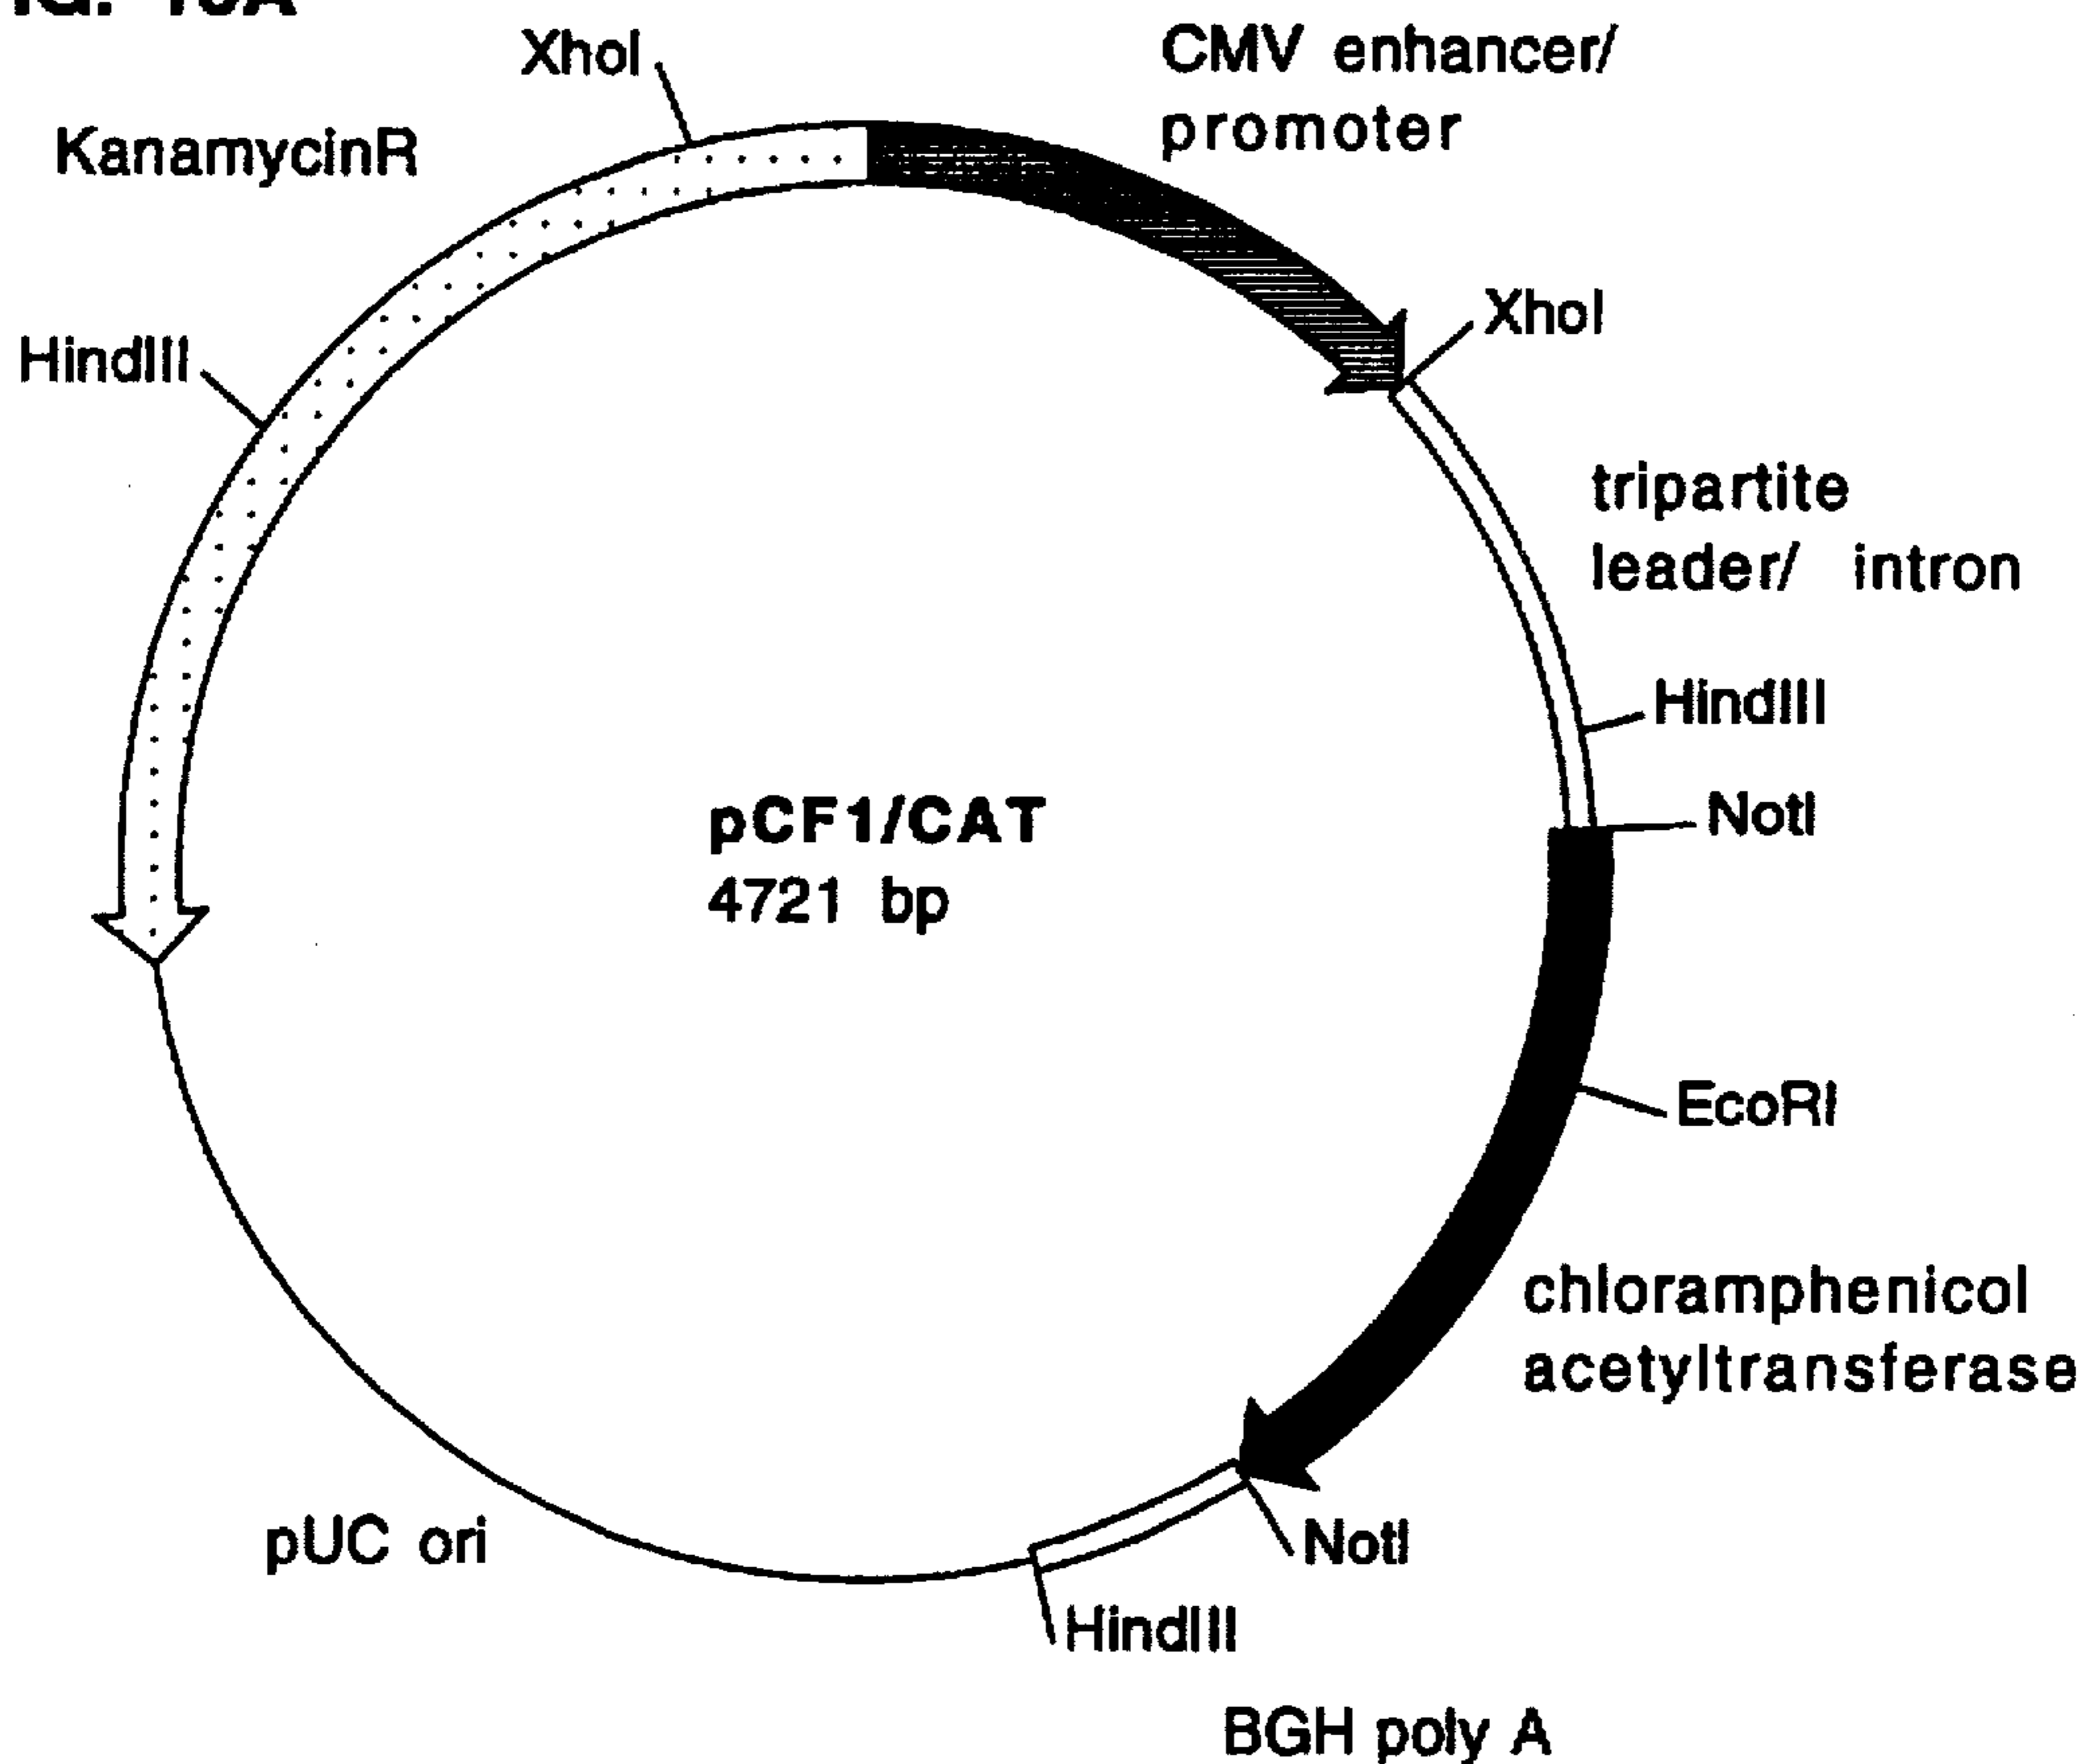 XhoI
CMV enhancer/
promoter
KanamycinR
XhoI
HindIII
tripartite
leader/ intron
HindIII
NotI
pCF1/CAT
4721 bp
EcoRI
chloramphenicol
acetyltransferase
NotI
pUC ori
HindIII
BGH poly A